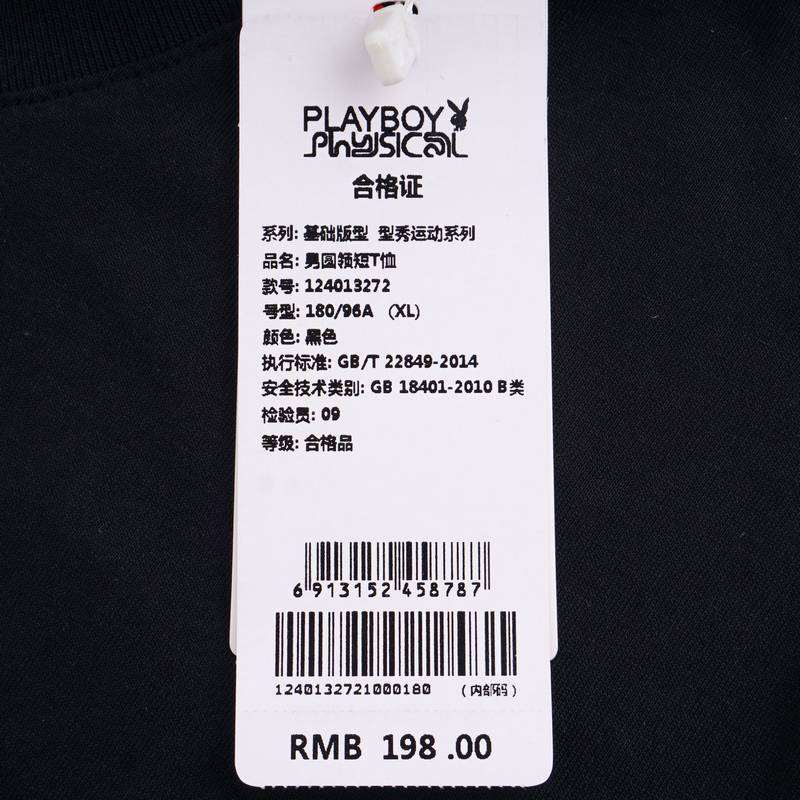 PLAYBOY
PhySICAL
合格证
系列: 基础版型 型秀运动系列
品名: 男圆领短T恤
款号: 124013272
号型: 180/96A (XL)
颜色: 黑色
执行标准: GB/T 22849-2014
安全技术类别: GB 18401-2010 B类
检验员: 09
等级: 合格品
6 913152 458787
1240132721000180 (内部码)
RMB 198 .00